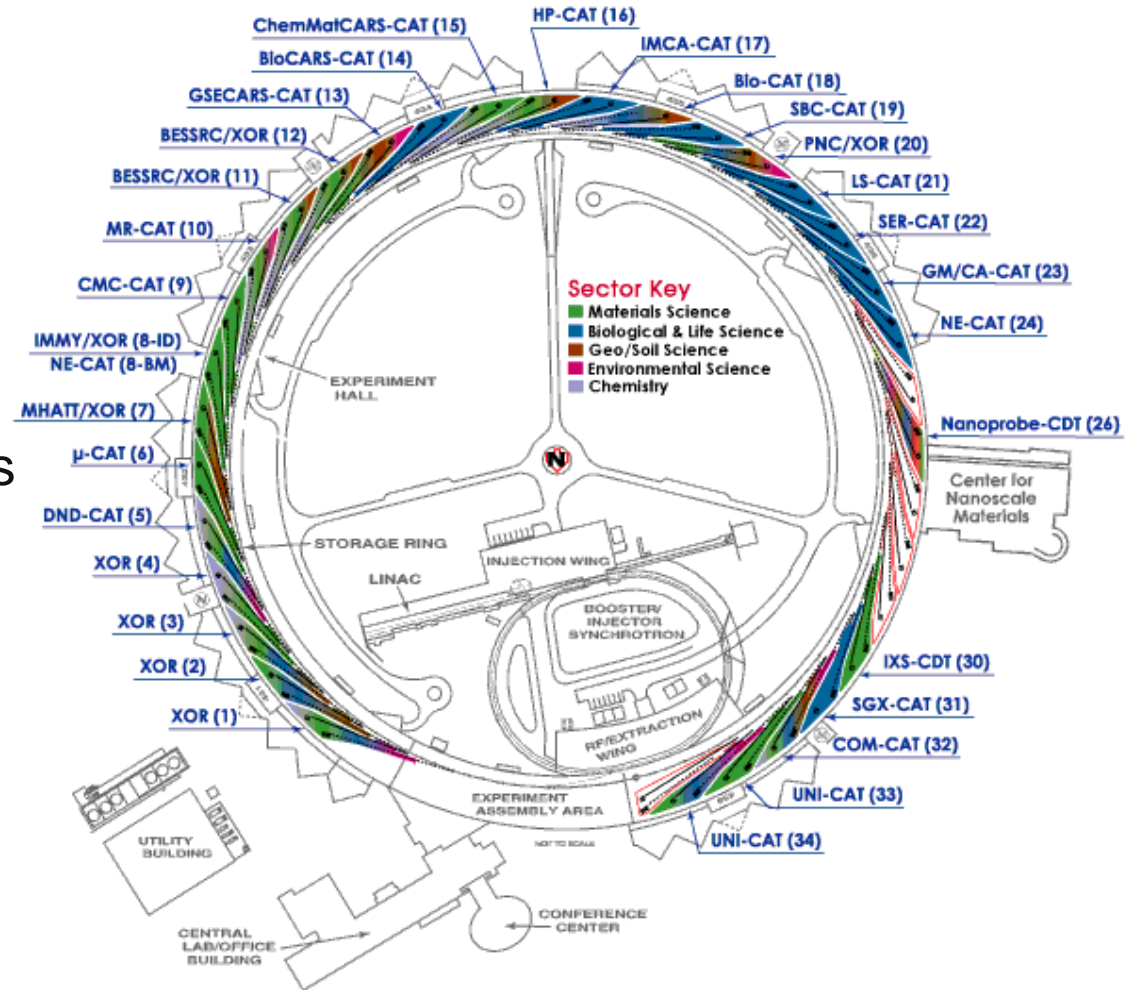 HP-CAT (16)
ChemMatCARS-CAT (15)
IMCA-CAT (17)
BioCARS-CAT (14)
Bio-CAT (18)
GSECARS-CAT (13)
SBC-CAT (19)
BESSRC/XOR (12)
PNC/XOR (20)
BESSRC/XOR (11)
LS-CAT (21)
MR-CAT (10)
SER-CAT (22)
CMC-CAT (9)
GM/CA-CAT (23)
Sector Key
Materials Science
Biological & Life Science
Geo/Soil Science
Environmental Science
Chemistry
IMMY/XOR (8-ID)
NE-CAT (8-BM)
NE-CAT (24)
EXPERIMENT
HALL
MHATT/XOR (7)
Nanoprobe-CDT (26)
μ-CAT (6)
s
N
Center for
Nanoscale
Materials
DND-CAT (5)
STORAGE RING
INJECTION WING
LINAC
XOR (4)
BOOSTER/
INJECTOR
SYNCHROTRON
XOR (3)
XOR (2)
IXS-CDT (30)
XOR (1)
SGX-CAT (31)
RF/EXTRACTION
WING
COM-CAT (32)
EXPERIMENT
ASSEMBLY AREA
UNI-CAT (33)
NOT TO SCALE
UNI-CAT (34)
UTILITY
BUILDING
CONFERENCE
CENTER
CENTRAL
LAB/OFFICE
BUILDING